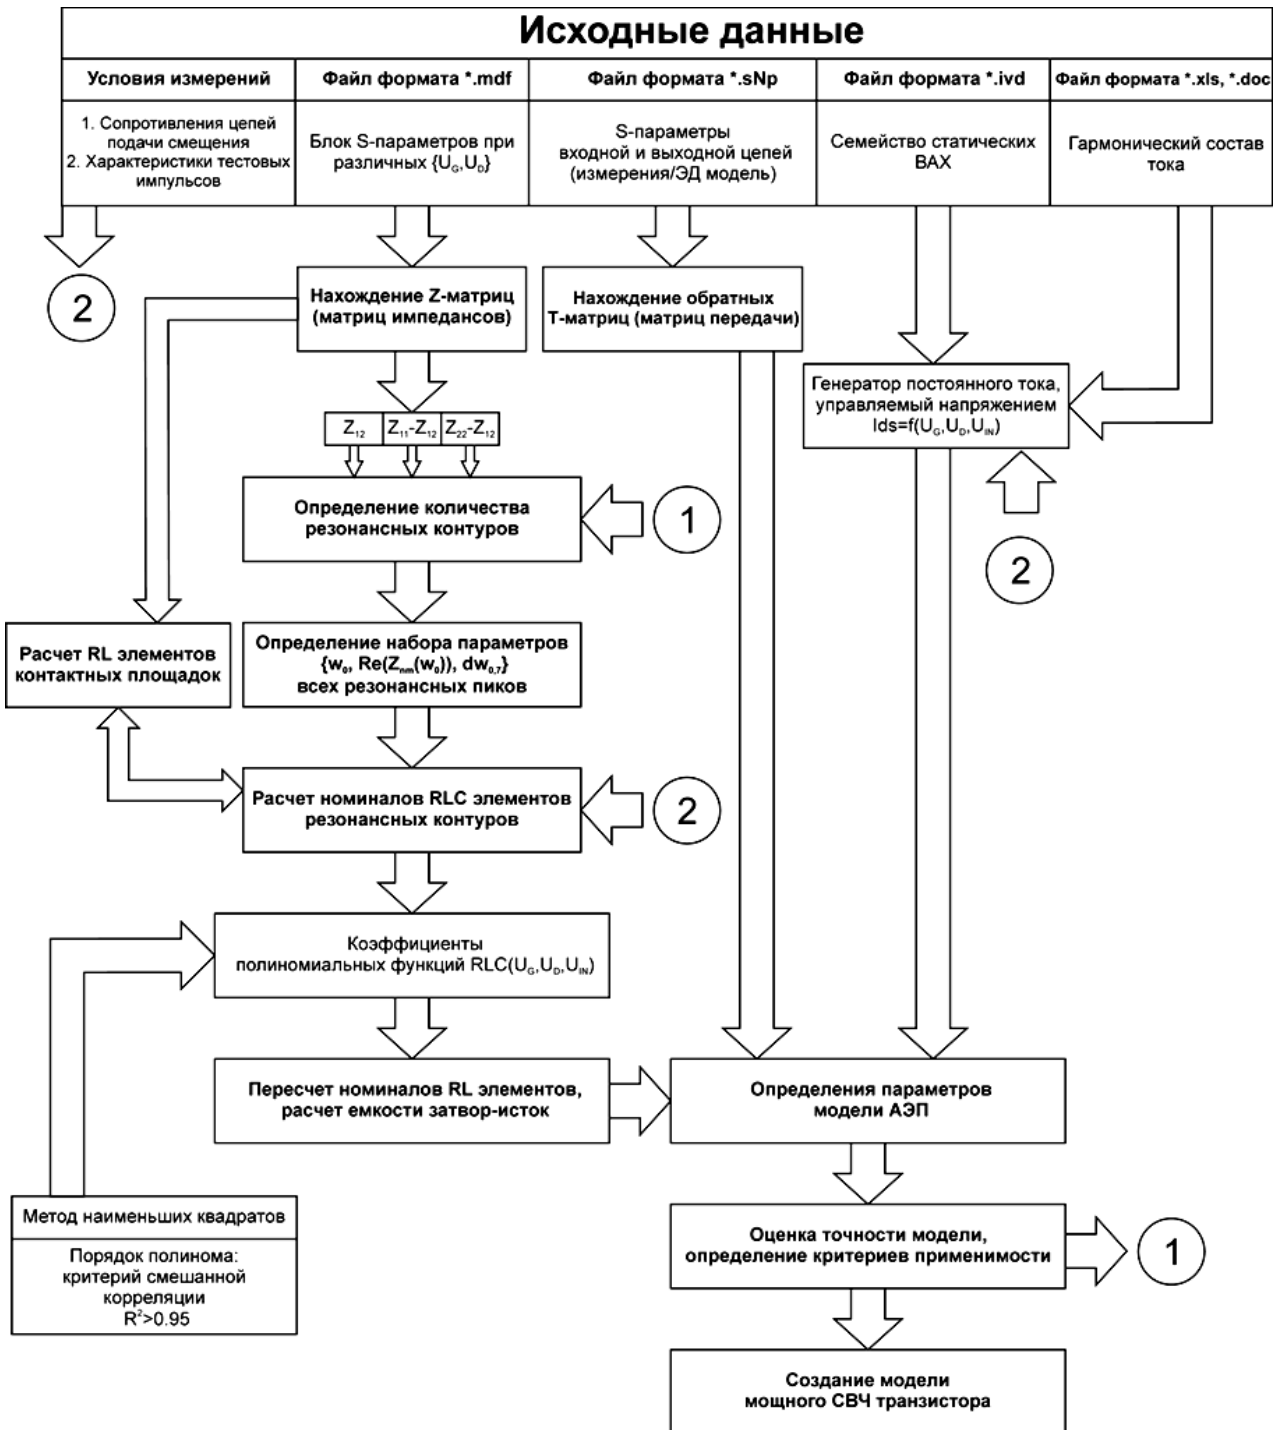 Исходные данные
Условия измерений
Файл формата *.mdf
Файл формата *.sNp
Файл формата *.ivd
Файл формата *.xls, *.doc
1. Сопротивления цепей
подачи смещения
2. Характеристики тестовых
импульсов
Блок S-параметров при
различных {U_G,U_D}
S-параметры
входной и выходной цепей
(измерения/ЭД модель)
Семейство статических
ВАХ
Гармонический состав
тока
2
Нахождение Z-матриц
(матриц импедансов)
Нахождение обратных
Т-матриц (матриц передачи)
Генератор постоянного тока,
управляемый напряжением
Ids=f(U_G,U_D,U_IN)
Z_12
Z_11-Z_12
Z_22-Z_12
Определение количества
резонансных контуров
1
2
Расчет RL элементов
контактных площадок
Определение набора параметров
{w_0, Re(Z_nm(w_0)), dw_0,7}
всех резонансных пиков
Расчет номиналов RLC элементов
резонансных контуров
2
Коэффициенты
полиномиальных функций RLC(U_G,U_D,U_IN)
Пересчет номиналов RL элементов,
расчет емкости затвор-исток
Определения параметров
модели АЭП
Метод наименьших квадратов
Порядок полинома:
критерий смешанной
корреляции
R²>0.95
Оценка точности модели,
определение критериев применимости
1
Создание модели
мощного СВЧ транзистора